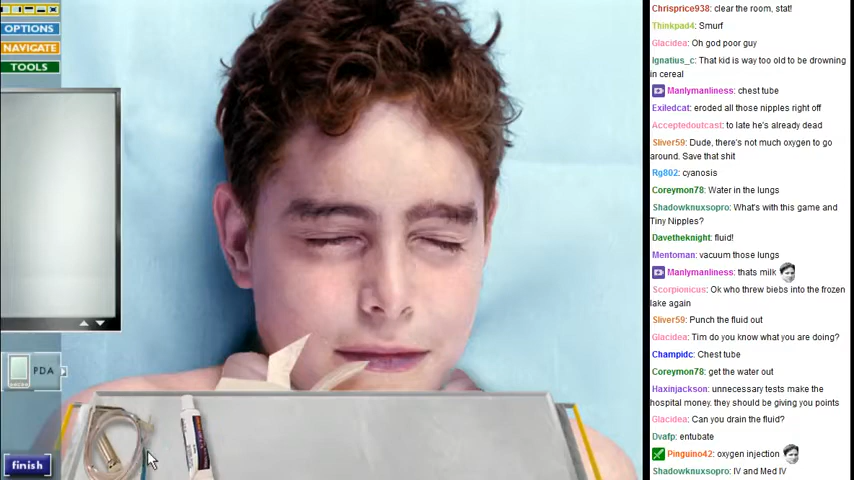 OPTIONS
NAVIGATE
TOOLS
PDA
finish
Chrisprice938: clear the room, stat!
Thinkpad4: Smurf
Glacidea: Oh god poor guy
Ignatius_c: That kid is way too old to be drowning
in cereal
Manlymanliness: chest tube
Exiledcat: eroded all those nipples right off
Acceptedoutcast: to late he's already dead
Sliver59: Dude, there's not much oxygen to go
around. Save that shit
Rg802: cyanosis
Coreymon78: Water in the lungs
Shadowknuxsopro: What's with this game and
Tiny Nipples?
Davetheknight: fluid!
Mentoman: vacuum those lungs
Manlymanliness: thats milk
Scorpionicus: Ok who threw biebs into the frozen
lake again
Sliver59: Punch the fluid out
Glacidea: Tim do you know what you are doing?
Champidc: Chest tube
Coreymon78: get the water out
Haxinjackson: unnecessary tests make the
hospital money. they should be giving you
points
Glacidea: Can you drain the fluid?
Dvafp: entubate
Pinguino42: oxygen injection
Shadowknuxsopro: IV and Med IV